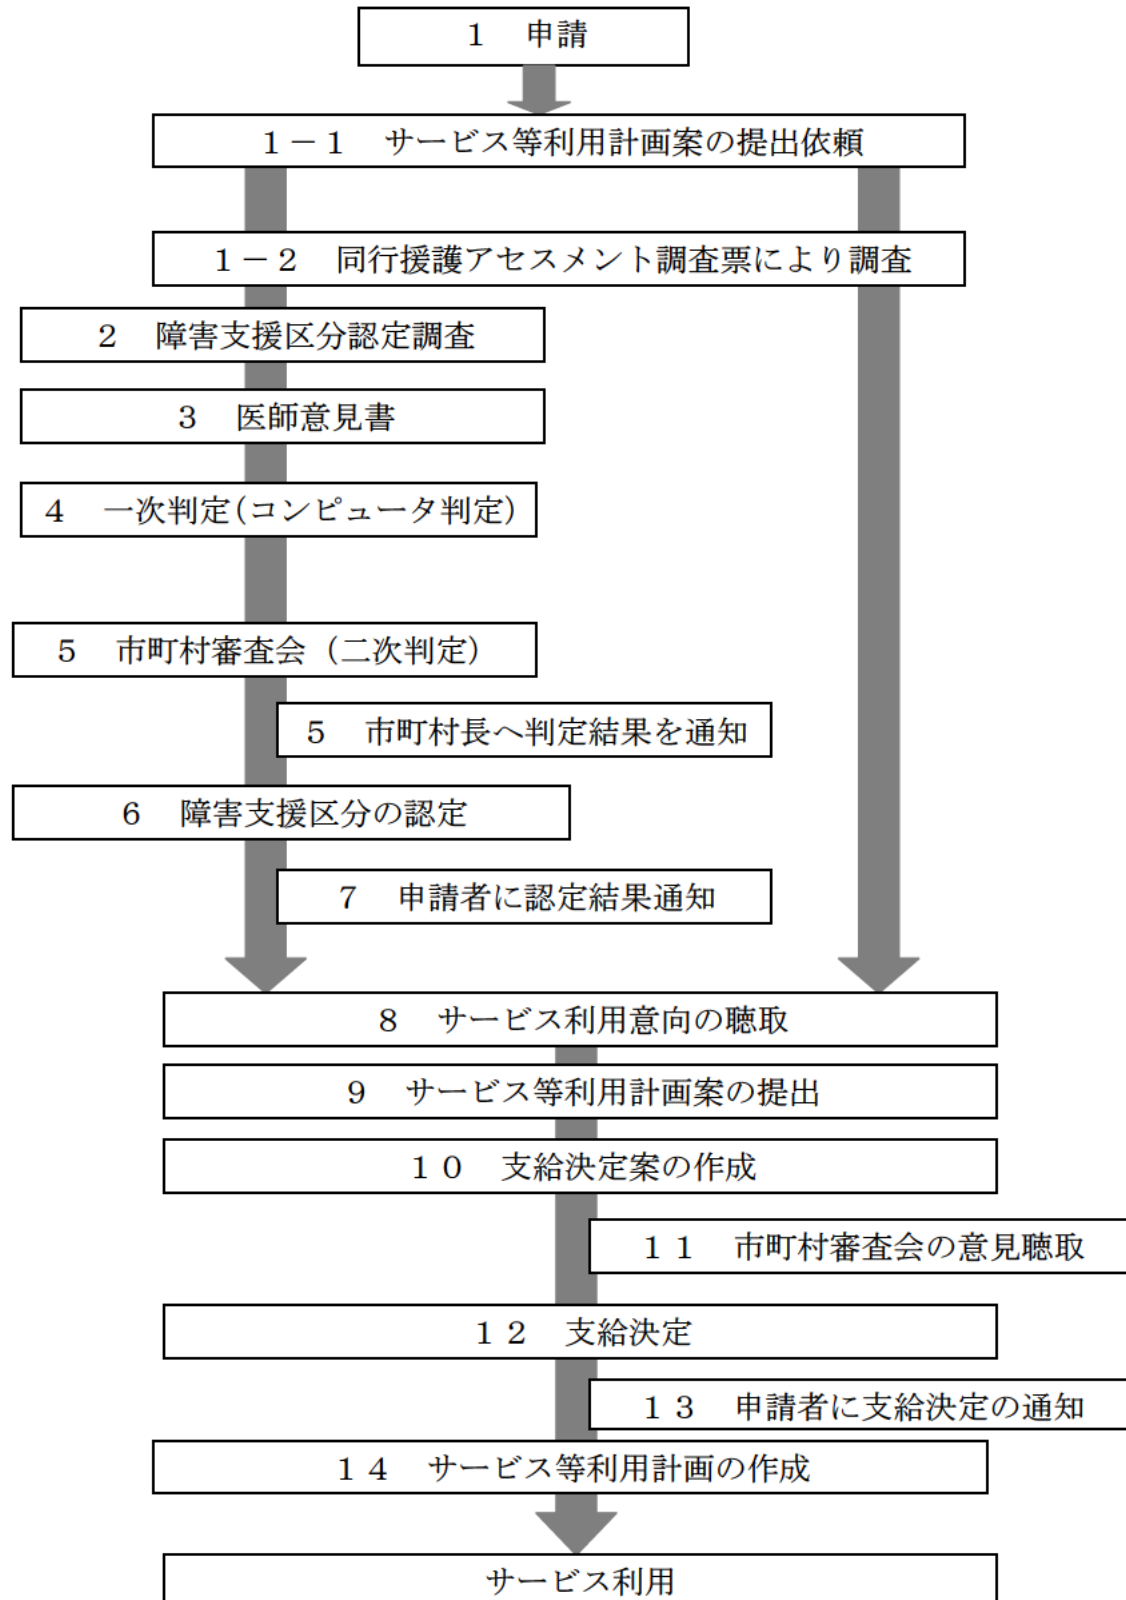 １　申請
１－１　サービス等利用計画案の提出依頼
１－２　同行援護アセスメント調査票により調査
２　障害支援区分認定調査
３　医師意見書
４　一次判定（コンピュータ判定）
５　市町村審査会（二次判定）
５　市町村長へ判定結果を通知
６　障害支援区分の認定
７　申請者に認定結果通知
８　サービス利用意向の聴取
９　サービス等利用計画案の提出
１０　支給決定案の作成
１１　市町村審査会の意見聴取
１２　支給決定
１３　申請者に支給決定の通知
１４　サービス等利用計画の作成
サービス利用